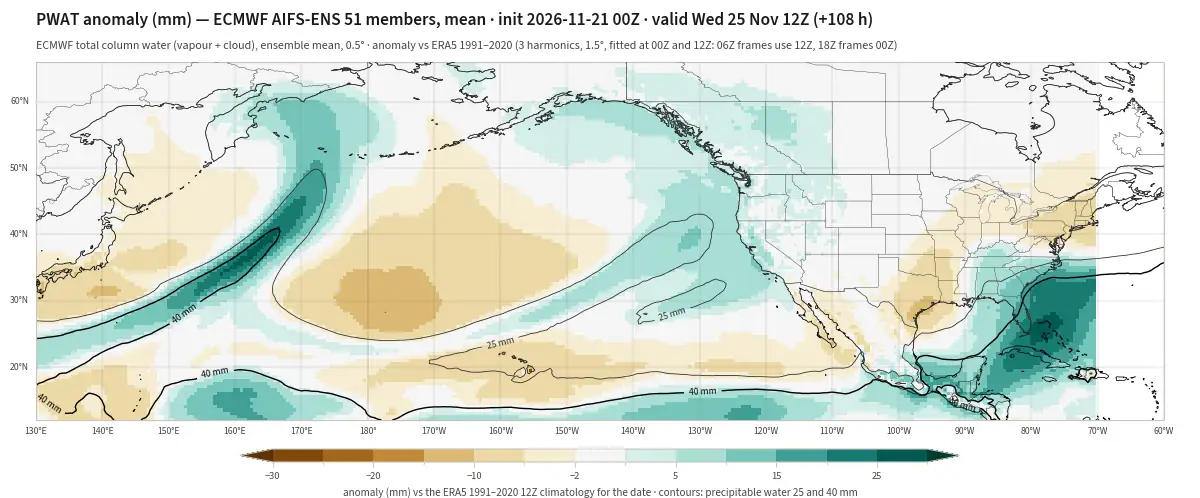 PWAT anomaly (mm) — ECMWF AIFS-ENS 51 members, mean · init 2026-11-21 00Z · valid Wed 25 Nov 12Z (+108 h)
ECMWF total column water (vapour + cloud), ensemble mean, 0.5° · anomaly vs ERA5 1991–2020 (3 harmonics, 1.5°, fitted at 00Z and 12Z: 06Z frames use 12Z, 18Z frames 00Z)
60°N
50°N
40°N
30°N
20°N
40 mm
25 mm
25 mm
40 mm
40 mm
40 mm
40 mm
130°E 140°E 150°E 160°E 170°E 180° 170°W 160°W 150°W 140°W 130°W 120°W 110°W 100°W 90°W 80°W 70°W 60°W
−30 −20 −10 −2 5 15 25
anomaly (mm) vs the ERA5 1991–2020 12Z climatology for the date · contours: precipitable water 25 and 40 mm